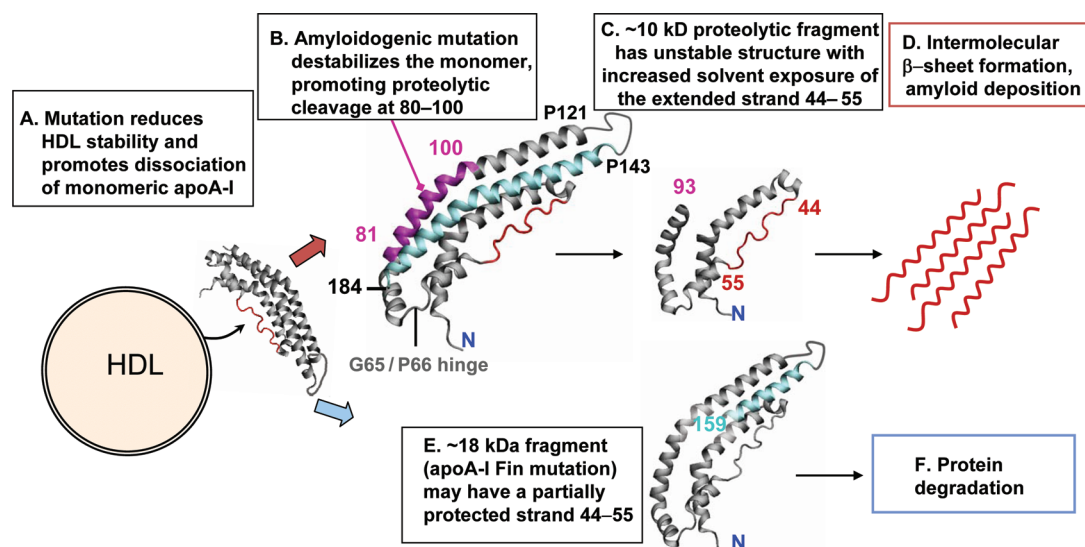 A. Mutation reduces
HDL stability and
promotes dissociation
of monomeric apoA-I
B. Amyloidogenic mutation
destabilizes the monomer,
promoting proteolytic
cleavage at 80–100
C. ~10 kD proteolytic fragment
has unstable structure with
increased solvent exposure of
the extended strand 44–55
D. Intermolecular
β–sheet formation,
amyloid deposition
P121
100
P143
81
184
N
G65 / P66 hinge
93
44
55
N
HDL
E. ~18 kDa fragment
(apoA-I Fin mutation)
may have a partially
protected strand 44–55
159
N
F. Protein
degradation